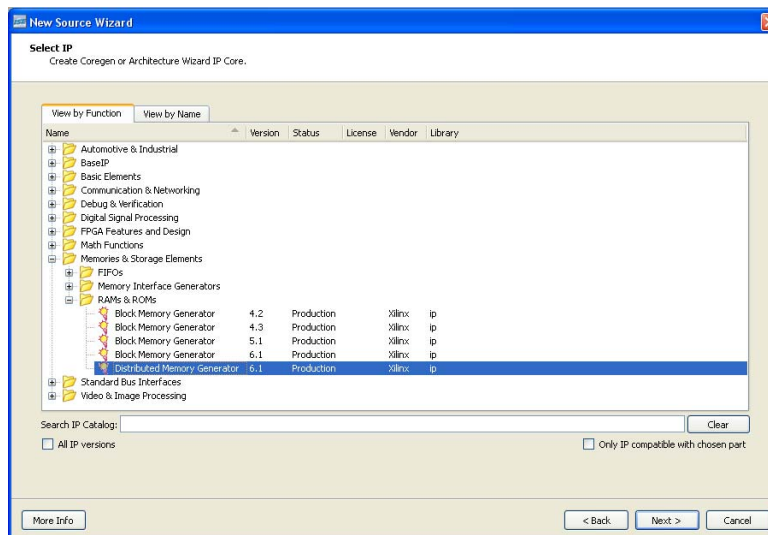 New Source Wizard
Select IP
Create Coregen or Architecture Wizard IP Core.
View by Function View by Name
Name Version Status License Vendor Library
Automotive & Industrial
BaseIP
Basic Elements
Communication & Networking
Debug & Verification
Digital Signal Processing
FPGA Features and Design
Math Functions
Memories & Storage Elements
FIFOs
Memory Interface Generators
RAMs & ROMs
Block Memory Generator 4.2 Production Xilinx ip
Block Memory Generator 4.3 Production Xilinx ip
Block Memory Generator 5.1 Production Xilinx ip
Block Memory Generator 6.1 Production Xilinx ip
Distributed Memory Generator 6.1 Production Xilinx ip
Standard Bus Interfaces
Video & Image Processing
Search IP Catalog: Clear
All IP versions Only IP compatible with chosen part
More Info < Back Next > Cancel